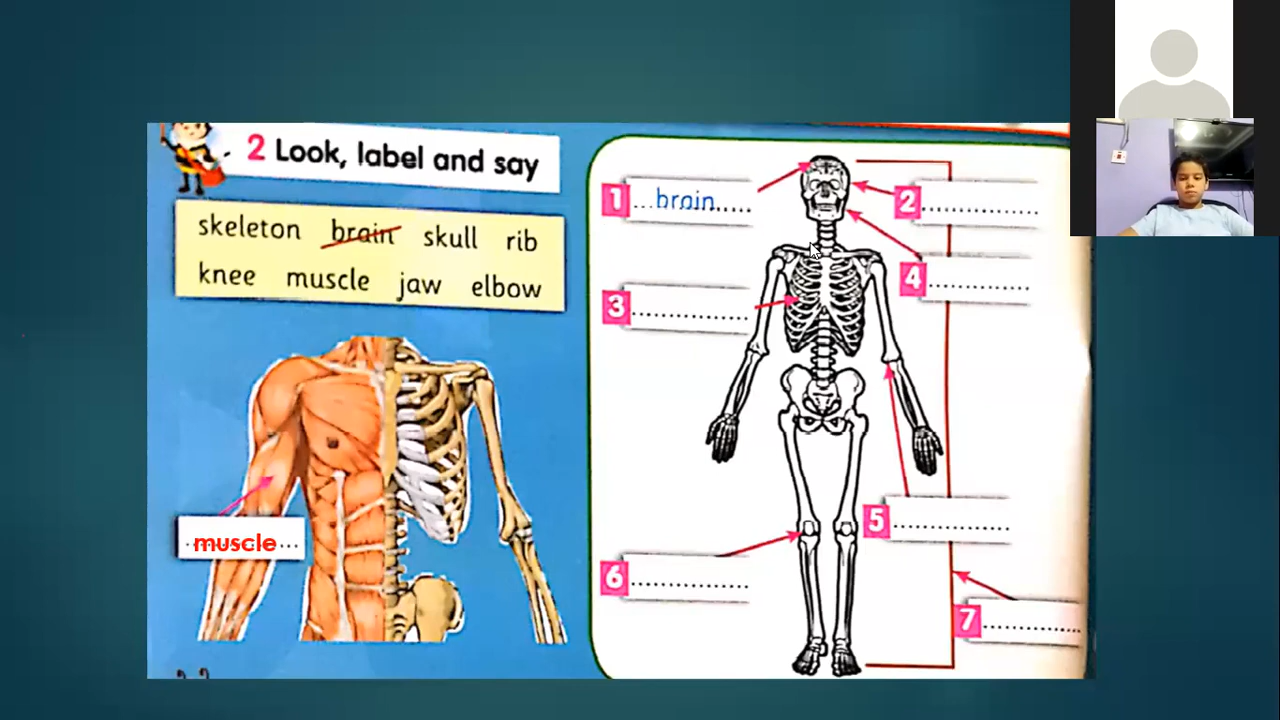 2 Look, label and say
skeleton brain skull rib
knee muscle jaw elbow
muscle
1 ...brain.....
2 ....................
3 ....................
4 ..................
5 ....................
6 ....................
7 ..................